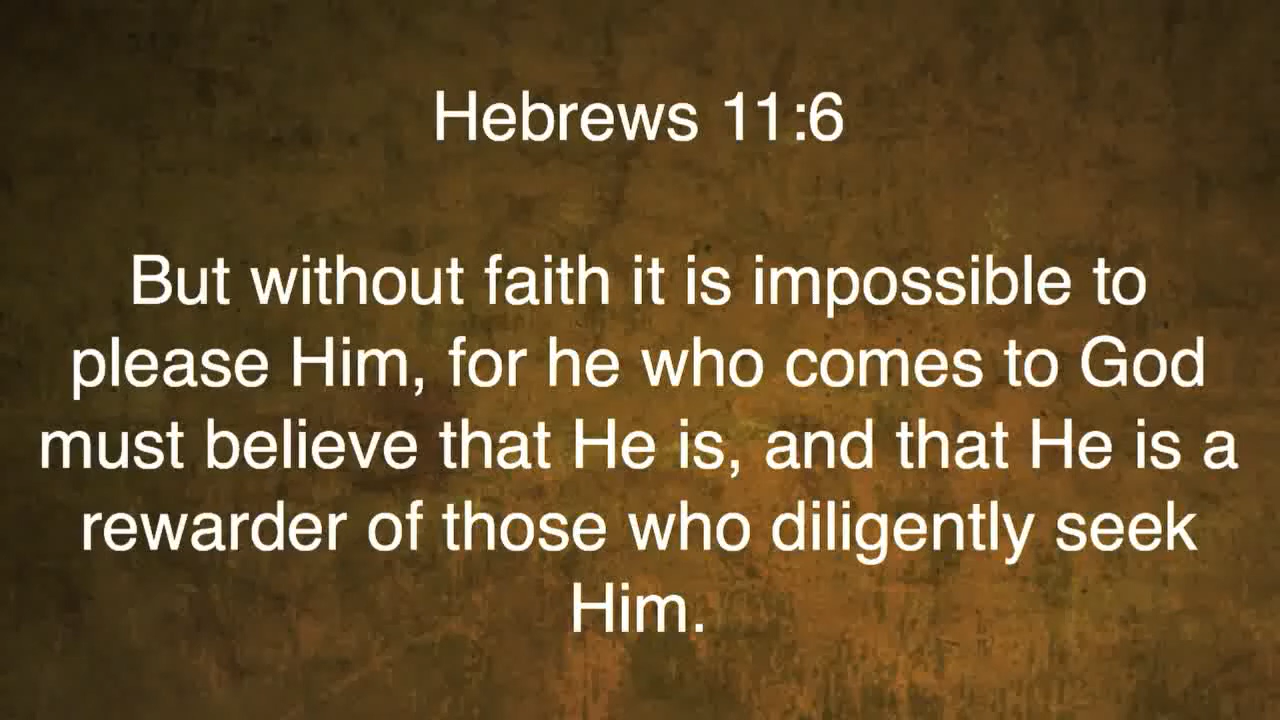 Hebrews 11:6
But without faith it is impossible to
please Him, for he who comes to God
must believe that He is, and that He is a
rewarder of those who diligently seek
Him.